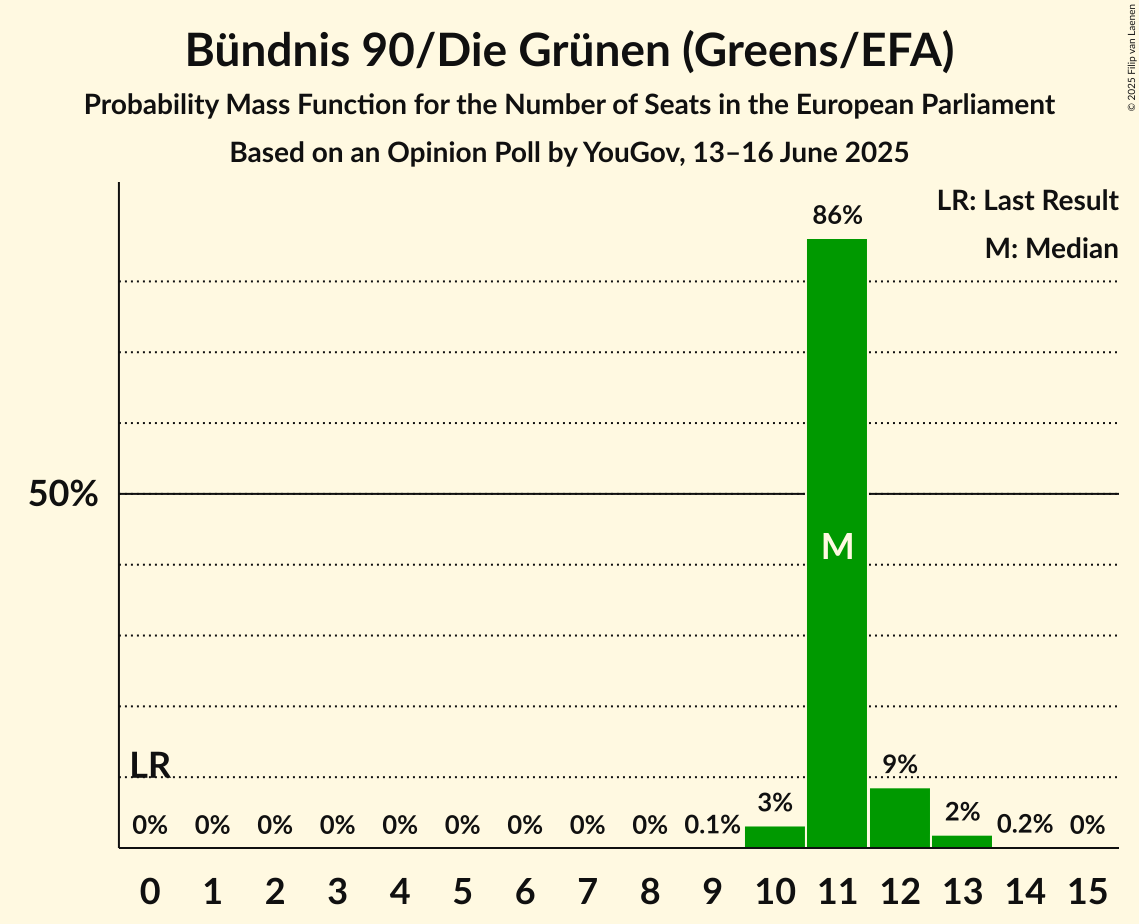 Bündnis 90/Die Grünen (Greens/EFA)
Probability Mass Function for the Number of Seats in the European Parliament
Based on an Opinion Poll by YouGov, 13–16 June 2025
© 2025 Filip van Laenen
LR: Last Result
M: Median
86%
50%
M
LR
9%
3%
2%
0% 0% 0% 0% 0% 0% 0% 0% 0% 0.1% 0.2% 0%
0 1 2 3 4 5 6 7 8 9 10 11 12 13 14 15